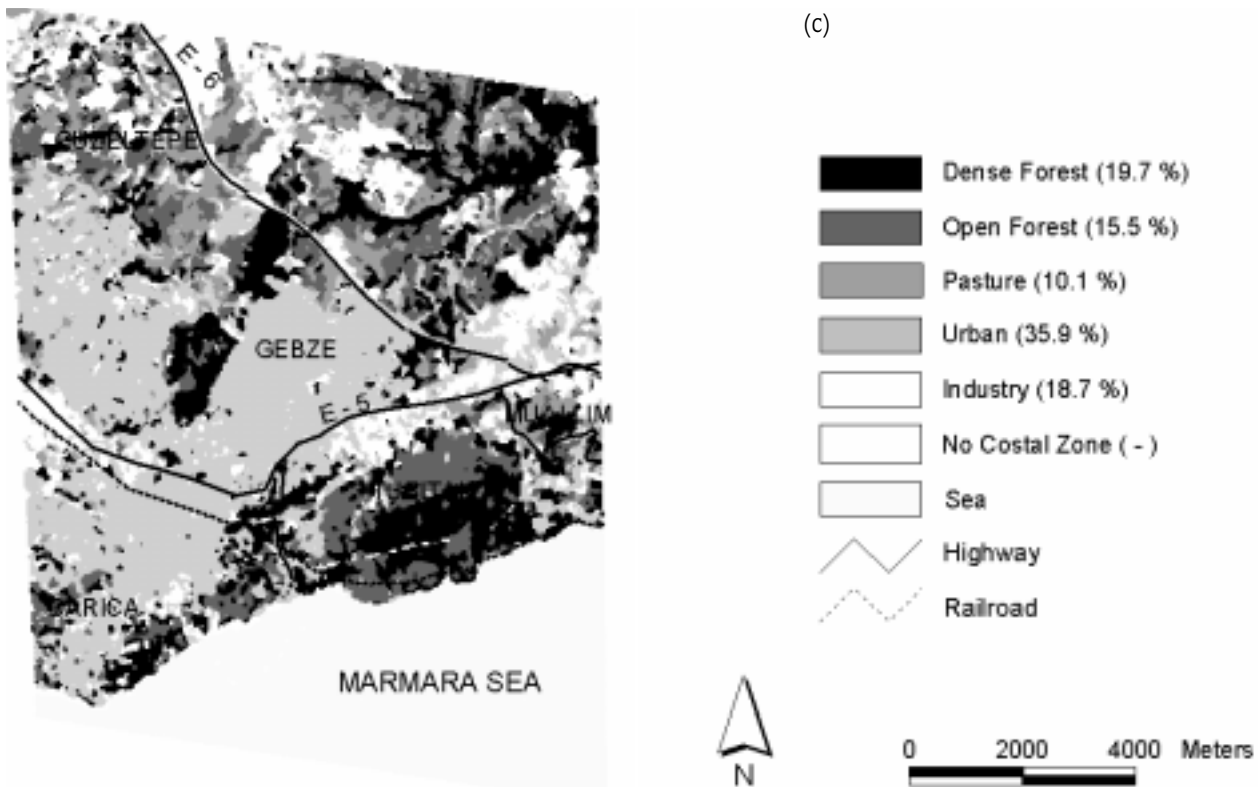 (c)
E - 6
GEBZE
E - 5
MARMARA SEA
Dense Forest (19.7 %)
Open Forest (15.5 %)
Pasture (10.1 %)
Urban (35.9 %)
Industry (18.7 %)
No Costal Zone ( - )
Sea
Highway
Railroad
N
0 2000 4000 Meters